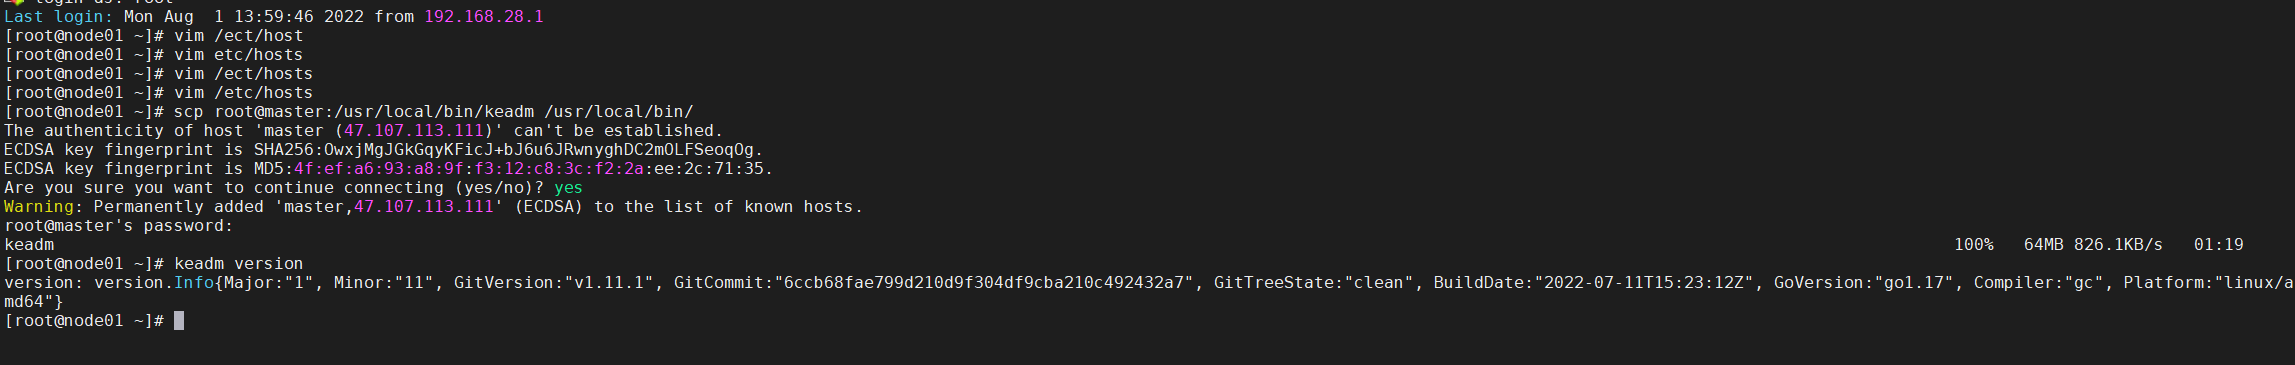 login as: root
Last login: Mon Aug  1 13:59:46 2022 from 192.168.28.1
[root@node01 ~]# vim /ect/host
[root@node01 ~]# vim etc/hosts
[root@node01 ~]# vim /ect/hosts
[root@node01 ~]# vim /etc/hosts
[root@node01 ~]# scp root@master:/usr/local/bin/keadm /usr/local/bin/
The authenticity of host 'master (47.107.113.111)' can't be established.
ECDSA key fingerprint is SHA256:OwxjMgJGkGqyKFicJ+bJ6u6JRwnyghDC2mOLFSeoqOg.
ECDSA key fingerprint is MD5:4f:ef:a6:93:a8:9f:f3:12:c8:3c:f2:2a:ee:2c:71:35.
Are you sure you want to continue connecting (yes/no)? yes
Warning: Permanently added 'master,47.107.113.111' (ECDSA) to the list of known hosts.
root@master's password:
keadm 100% 64MB 826.1KB/s 01:19
[root@node01 ~]# keadm version
version: version.Info{Major:"1", Minor:"11", GitVersion:"v1.11.1", GitCommit:"6ccb68fae799d210d9f304df9cba210c492432a7", GitTreeState:"clean", BuildDate:"2022-07-11T15:23:12Z", GoVersion:"go1.17", Compiler:"gc", Platform:"linux/a
md64"}
[root@node01 ~]#